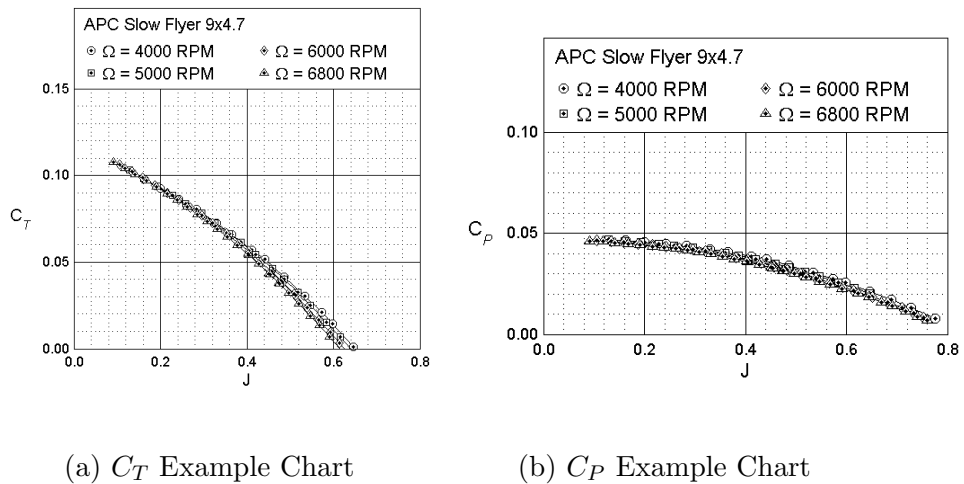 APC Slow Flyer 9x4.7
Ω = 4000 RPM
Ω = 6000 RPM
Ω = 5000 RPM
Ω = 6800 RPM
0.15
0.10
C_T
0.05
0.00
0.0 0.2 0.4 0.6 0.8
J
(a) C_T Example Chart
APC Slow Flyer 9x4.7
Ω = 4000 RPM
Ω = 6000 RPM
Ω = 5000 RPM
Ω = 6800 RPM
0.10
C_P
0.05
0.00
0.0 0.2 0.4 0.6 0.8
J
(b) C_P Example Chart